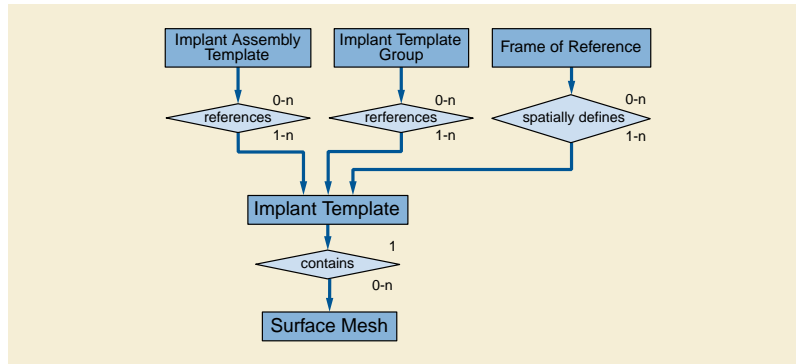 Implant Assembly
Template
Implant Template
Group
Frame of Reference
0-n
0-n
0-n
references
rerferences
spatially defines
1-n
1-n
1-n
Implant Template
1
contains
0-n
Surface Mesh